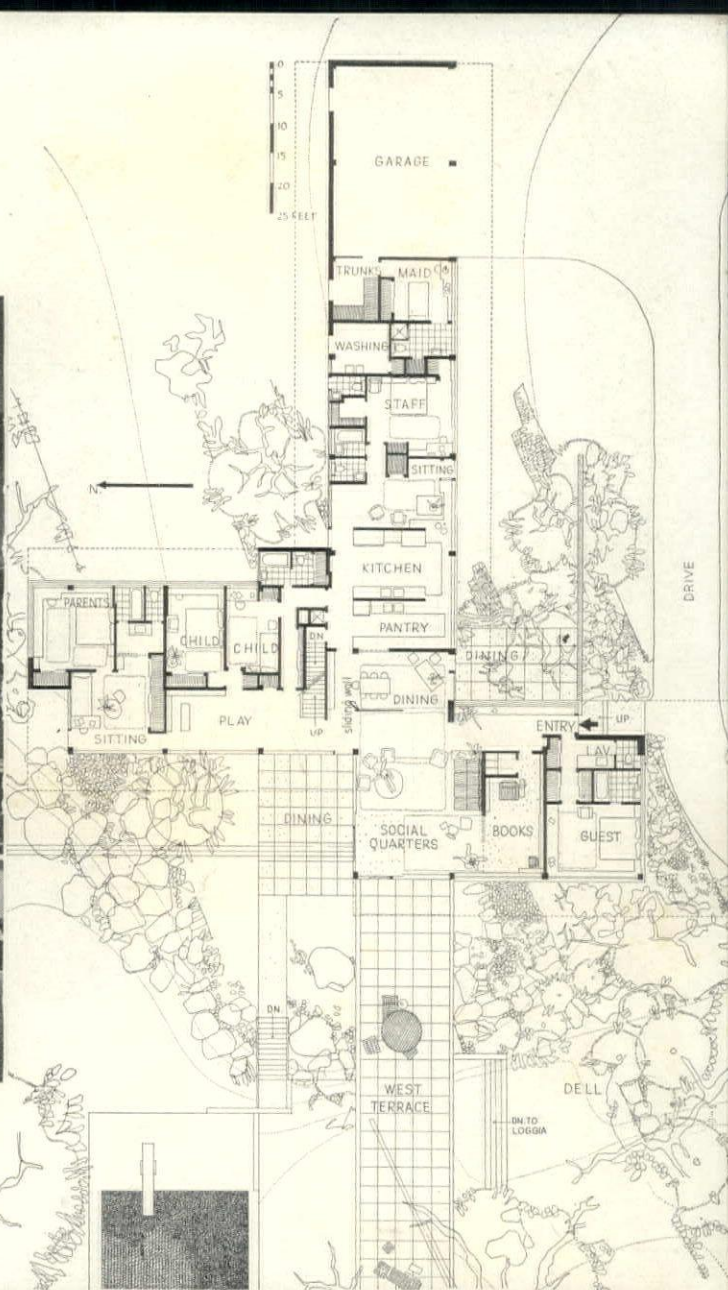 0
5
10
15
20
25 FEET
GARAGE
TRUNKS
MAID
WASHING
STAFF
SITTING
N
KITCHEN
PANTRY
DRIVE
PARENTS
CHILD
CHILD
DN
DINING
DINING
UP
PLAY
SITTING
ENTRY
UP
LAV
DINING
SOCIAL
QUARTERS
BOOKS
GUEST
DN
WEST
TERRACE
DELL
DN TO
LOGGIA